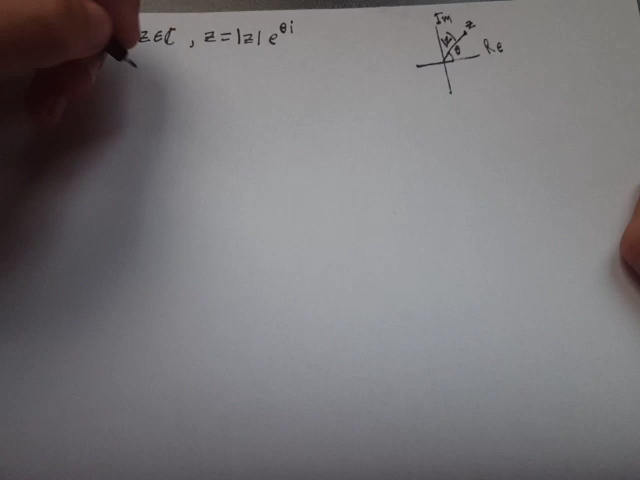 z∈ℂ , z = |z| e^{θi}
Im
z
ψ
θ
Re